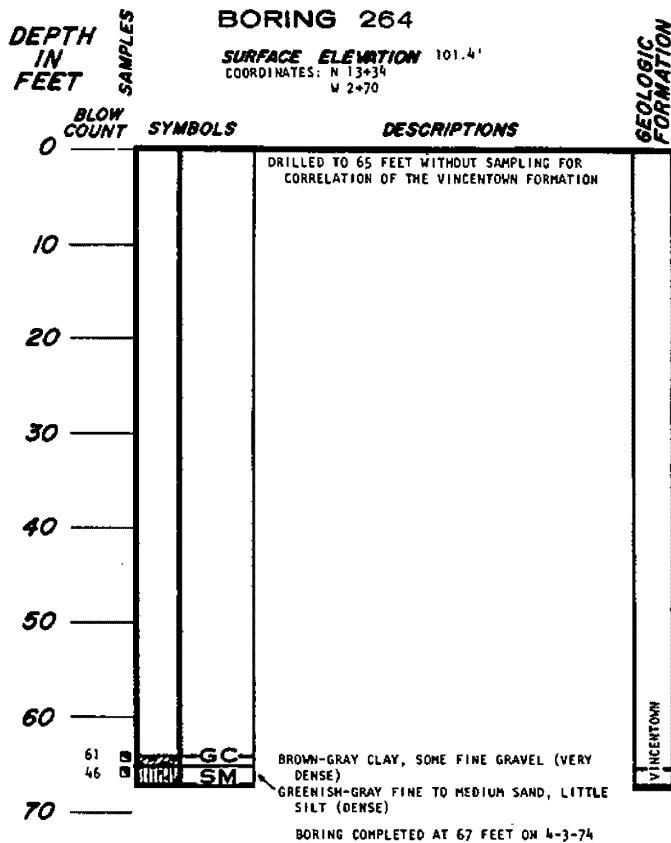 BORING 264
DEPTH
IN
FEET
SAMPLES
SURFACE ELEVATION 101.4'
COORDINATES: N 13+34
W 2+70
GEOLOGIC
FORMATION
BLOW
COUNT
SYMBOLS
DESCRIPTIONS
0
DRILLED TO 65 FEET WITHOUT SAMPLING FOR
CORRELATION OF THE VINCENTOWN FORMATION
10
20
30
40
50
60
61
GC
BROWN-GRAY CLAY, SOME FINE GRAVEL (VERY
DENSE)
46
SM
GREENISH-GRAY FINE TO MEDIUM SAND, LITTLE
SILT (DENSE)
VINCENTOWN
70
BORING COMPLETED AT 67 FEET ON 4-3-74